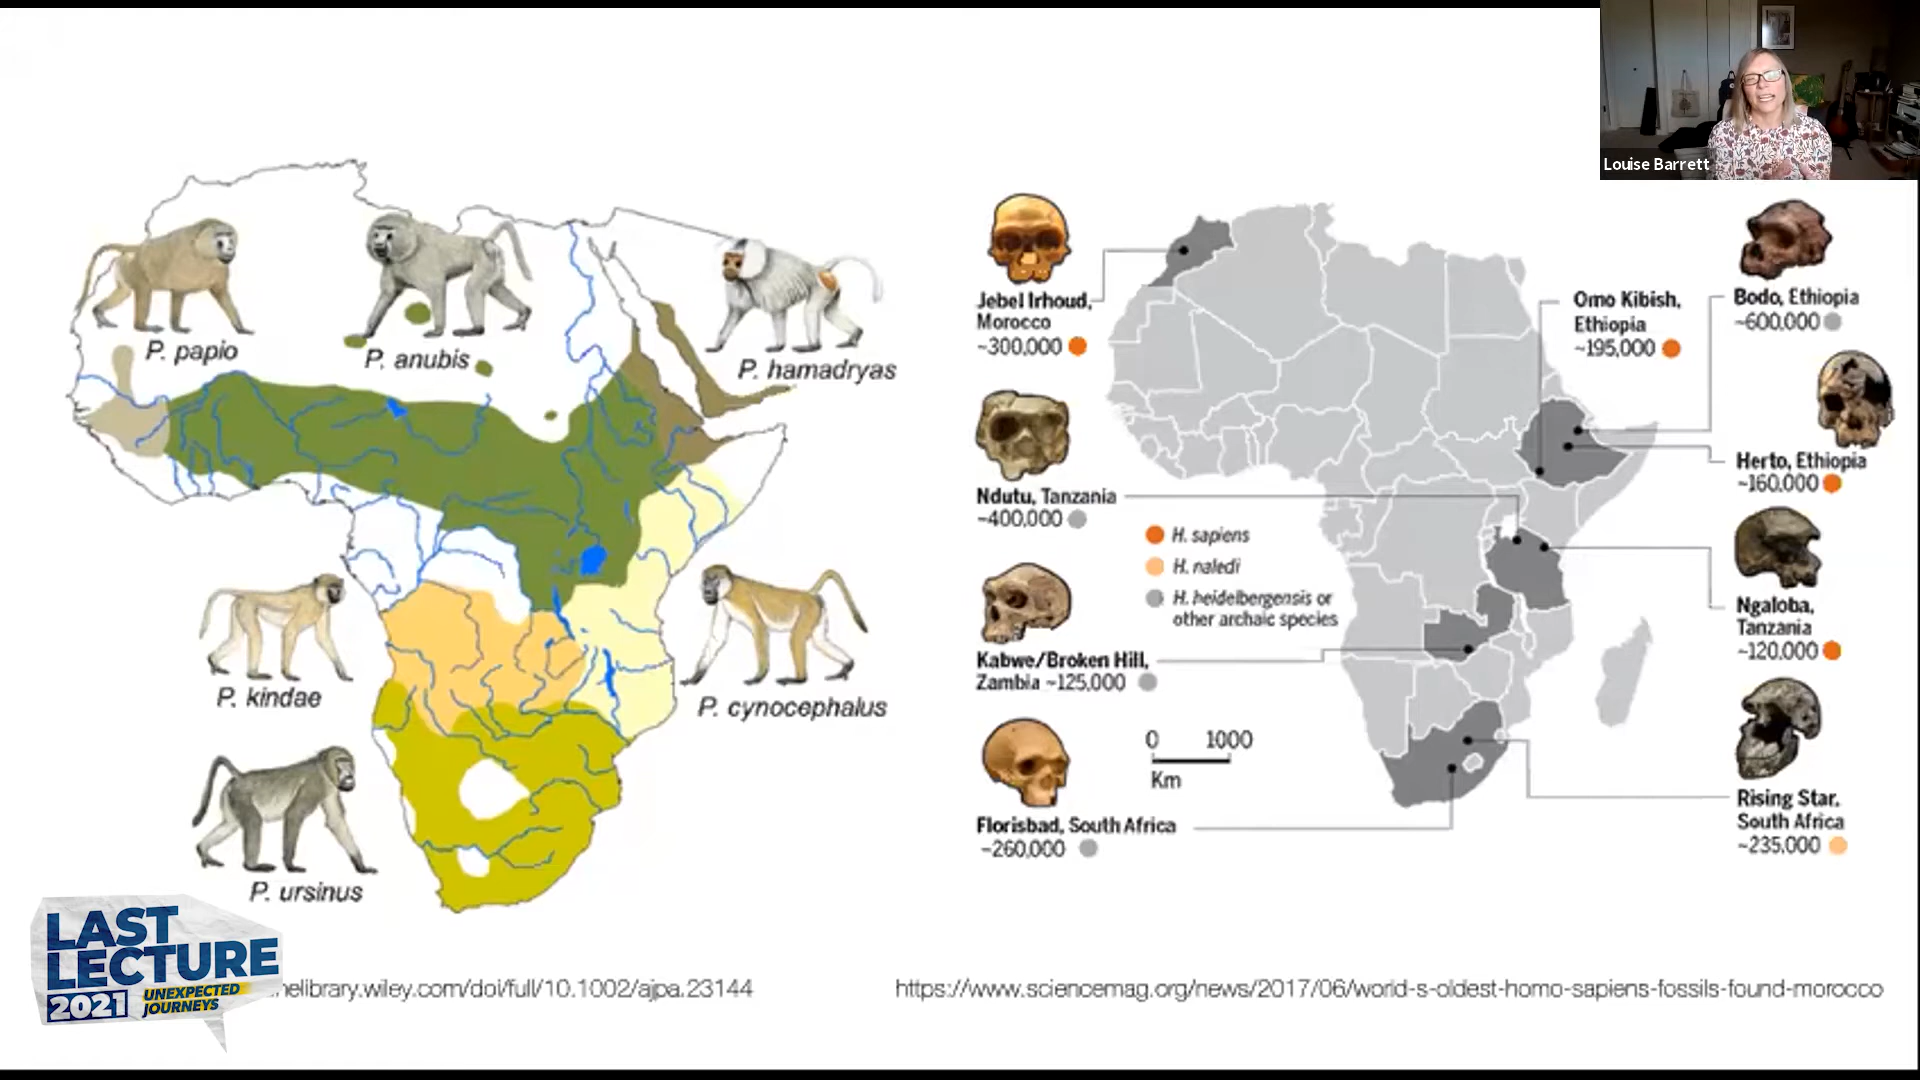 Louise Barrett
P. papio
P. anubis
P. hamadryas
P. kindae
P. cynocephalus
P. ursinus
Jebel Irhoud,
Morocco
~300,000
Ndutu, Tanzania
~400,000
H. sapiens
H. naledi
H. heidelbergensis or
other archaic species
Kabwe/Broken Hill,
Zambia ~125,000
0 1000
Km
Florisbad, South Africa
~260,000
Omo Kibish,
Ethiopia
~195,000
Bodo, Ethiopia
~600,000
Herto, Ethiopia
~160,000
Ngaloba,
Tanzania
~120,000
Rising Star,
South Africa
~235,000
LAST
LECTURE
2021 UNEXPECTED
JOURNEYS
nelibrary.wiley.com/doi/full/10.1002/ajpa.23144
https://www.sciencemag.org/news/2017/06/world-s-oldest-homo-sapiens-fossils-found-morocco